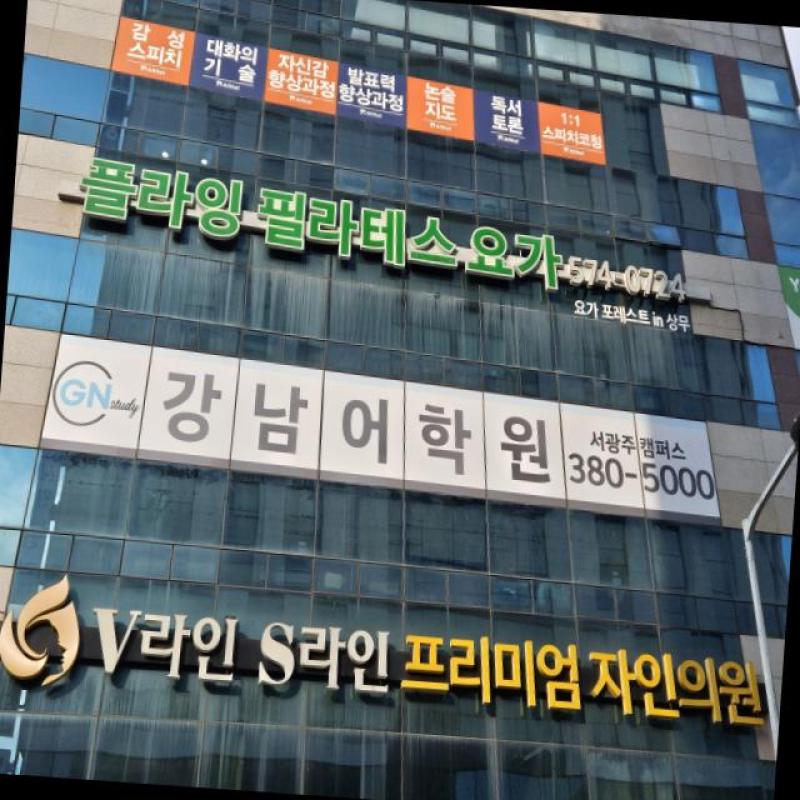 감성 스피치
대화의 기술
자신감 향상과정
발표력 향상과정
논술 지도
독서 토론
1:1 스피치코칭
플라잉 필라테스 요가 574-0724
요가 포레스트 in 상무
GN study 강남어학원 서광주 캠퍼스
380-5000
V라인 S라인 프리미엄 자인의원